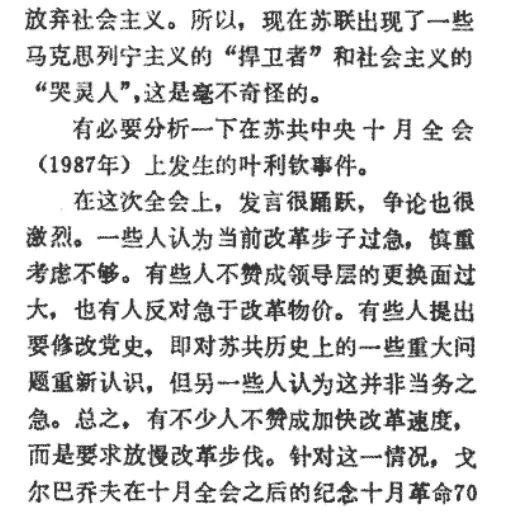 放弃社会主义。所以，现在苏联出现了一些
马克思列宁主义的“捍卫者”和社会主义的
“哭灵人”，这是毫不奇怪的。
有必要分析一下在苏共中央十月全会
（1987年）上发生的叶利钦事件。
在这次全会上，发言很踊跃，争论也很
激烈。一些人认为当前改革步子过急，慎重
考虑不够。有些人不赞成领导层的更换面过
大，也有人反对急于改革物价。有些人提出
要修改党史，即对苏共历史上的一些重大问
题重新认识，但另一些人认为这并非当务之
急。总之，有不少人不赞成加快改革速度，
而是要求放慢改革步伐。针对这一情况，戈
尔巴乔夫在十月全会之后的纪念十月革命70